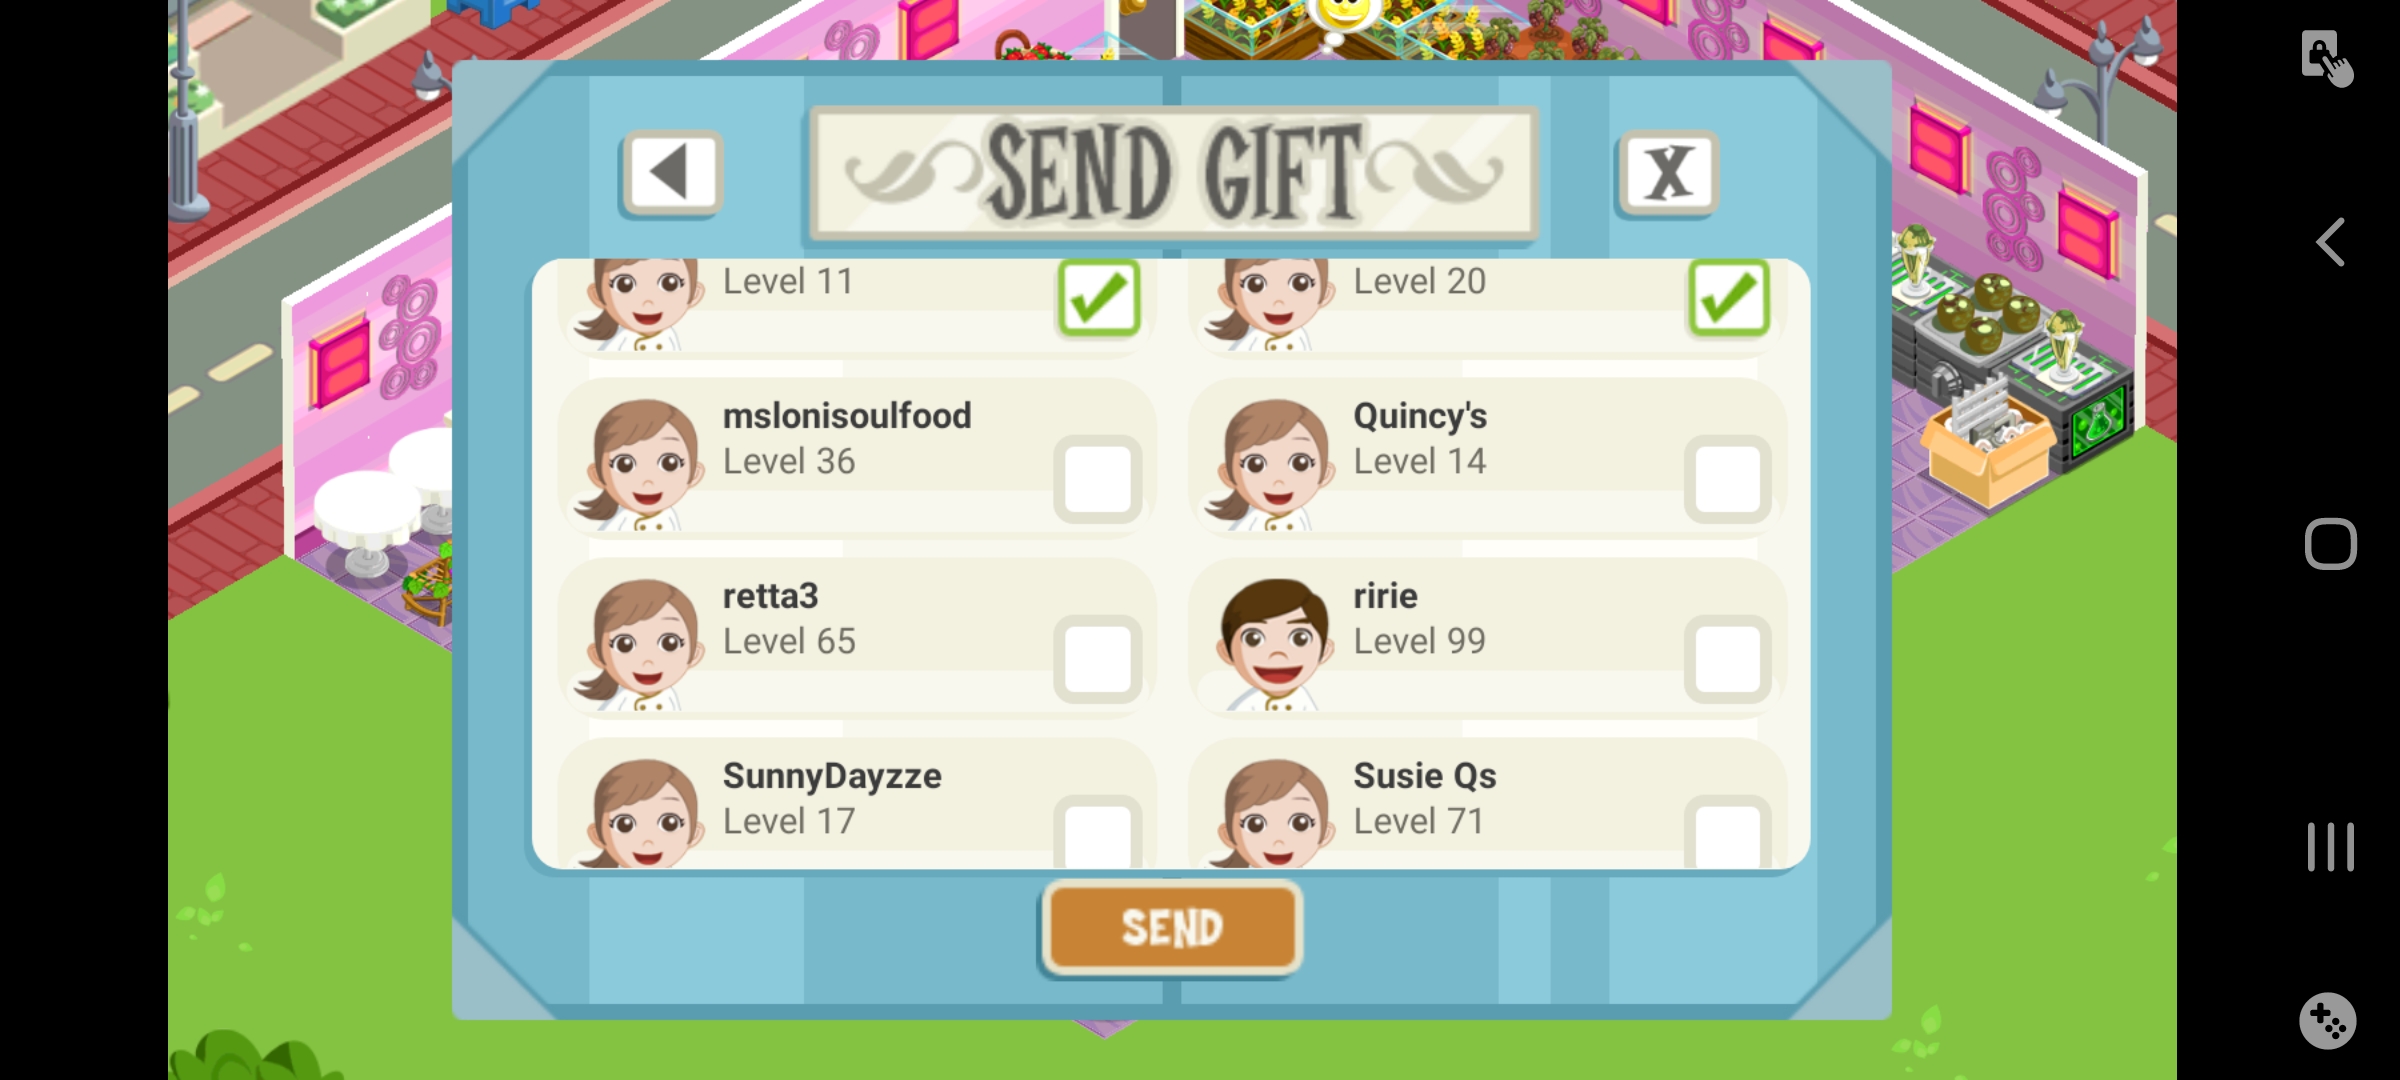 SEND GIFT
X
Level 11
Level 20
mslonisoulfood
Level 36
Quincy's
Level 14
retta3
Level 65
ririe
Level 99
SunnyDayzze
Level 17
Susie Qs
Level 71
SEND